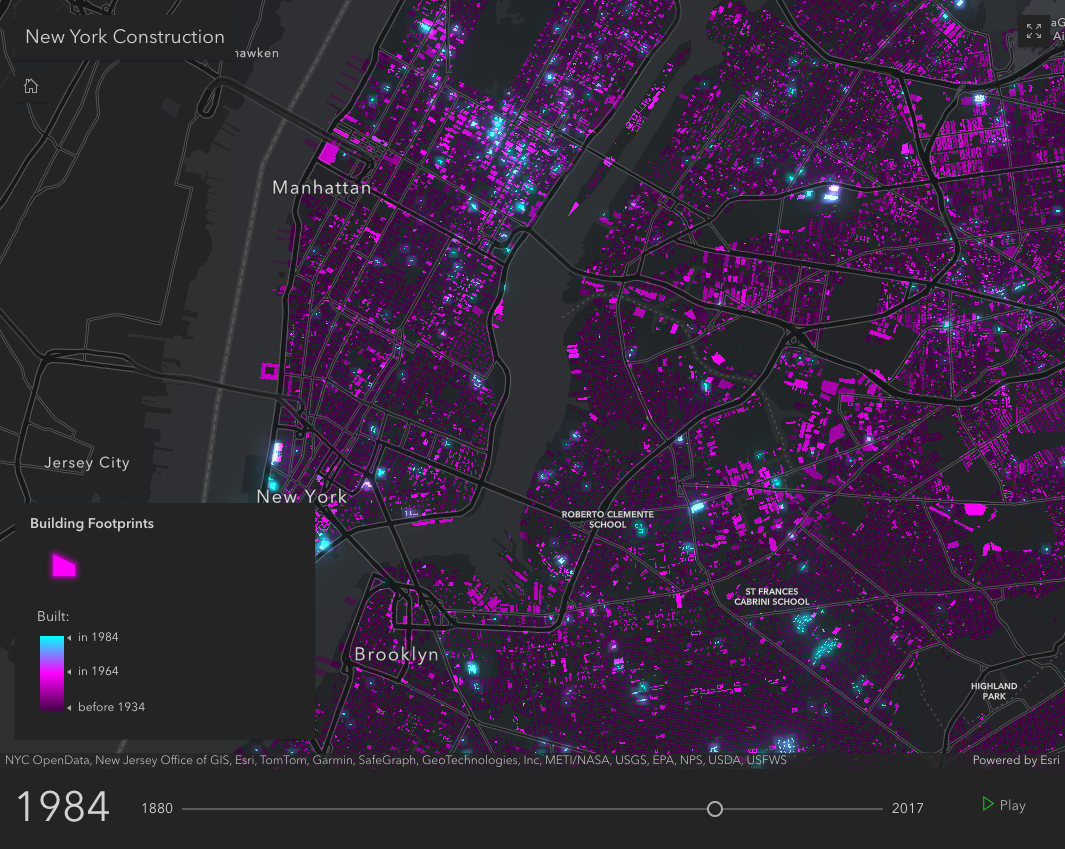 New York Construction
hawken
aG
Ai
Manhattan
Jersey City
New York
ROBERTO CLEMENTE
SCHOOL
Building Footprints
ST FRANCES
CABRINI SCHOOL
Built:
in 1984
in 1964
before 1934
Brooklyn
HIGHLAND
PARK
NYC OpenData, New Jersey Office of GIS, Esri, TomTom, Garmin, SafeGraph, GeoTechnologies, Inc, METI/NASA, USGS, EPA, NPS, USDA, USFWS
Powered by Esri
1984
1880
2017
Play